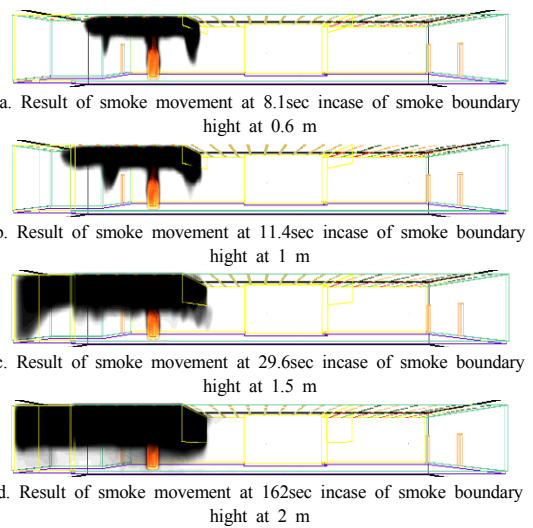 a. Result of smoke movement at 8.1sec incase of smoke boundary
hight at 0.6 m
b. Result of smoke movement at 11.4sec incase of smoke boundary
hight at 1 m
c. Result of smoke movement at 29.6sec incase of smoke boundary
hight at 1.5 m
d. Result of smoke movement at 162sec incase of smoke boundary
hight at 2 m